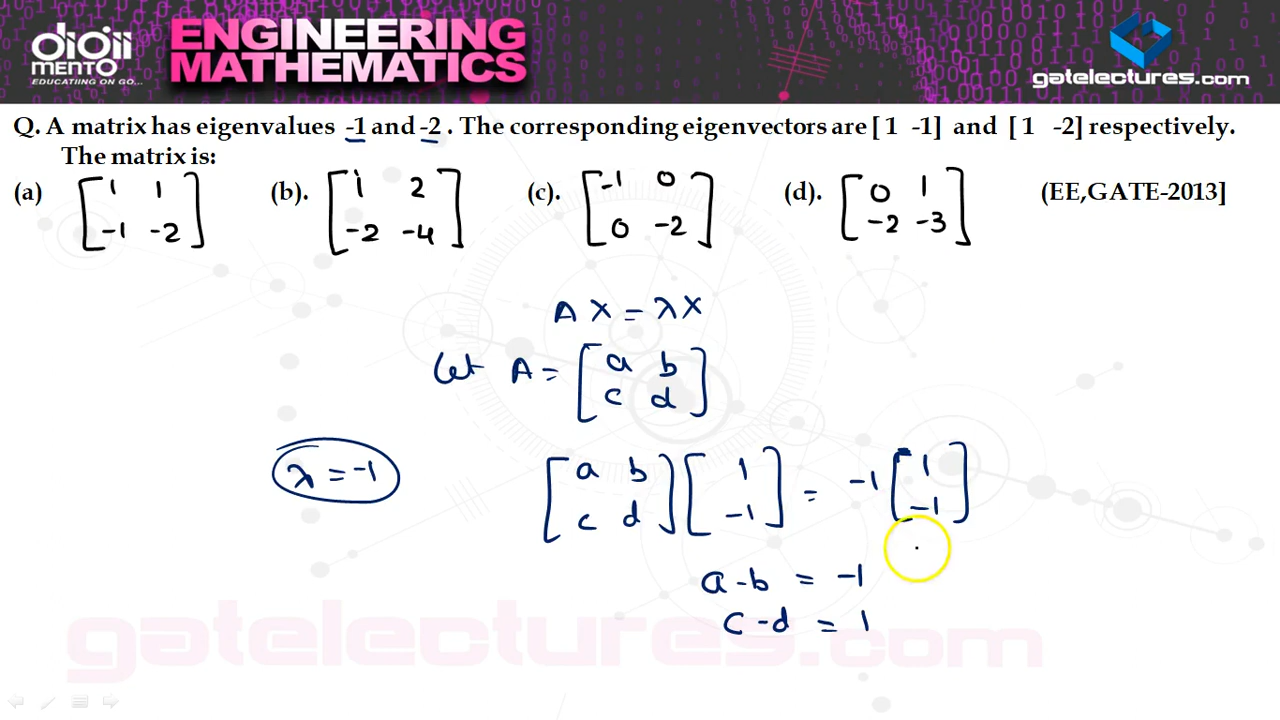 digii
MENTO
EDUCATIING ON GO...
ENGINEERING
MATHEMATICS
gatelectures.com
Q. A matrix has eigenvalues -1 and -2 . The corresponding eigenvectors are [ 1 -1] and [ 1 -2] respectively.
The matrix is:
(a) [1 1; -1 -2] (b). [1 2; -2 -4] (c). [-1 0; 0 -2] (d). [0 1; -2 -3] (EE,GATE-2013]
A X = λX
Let A = [a b; c d]
λ = -1 [a b; c d] [1; -1] = -1 [1; -1]
a - b = -1
c - d = 1
gatelectures.com